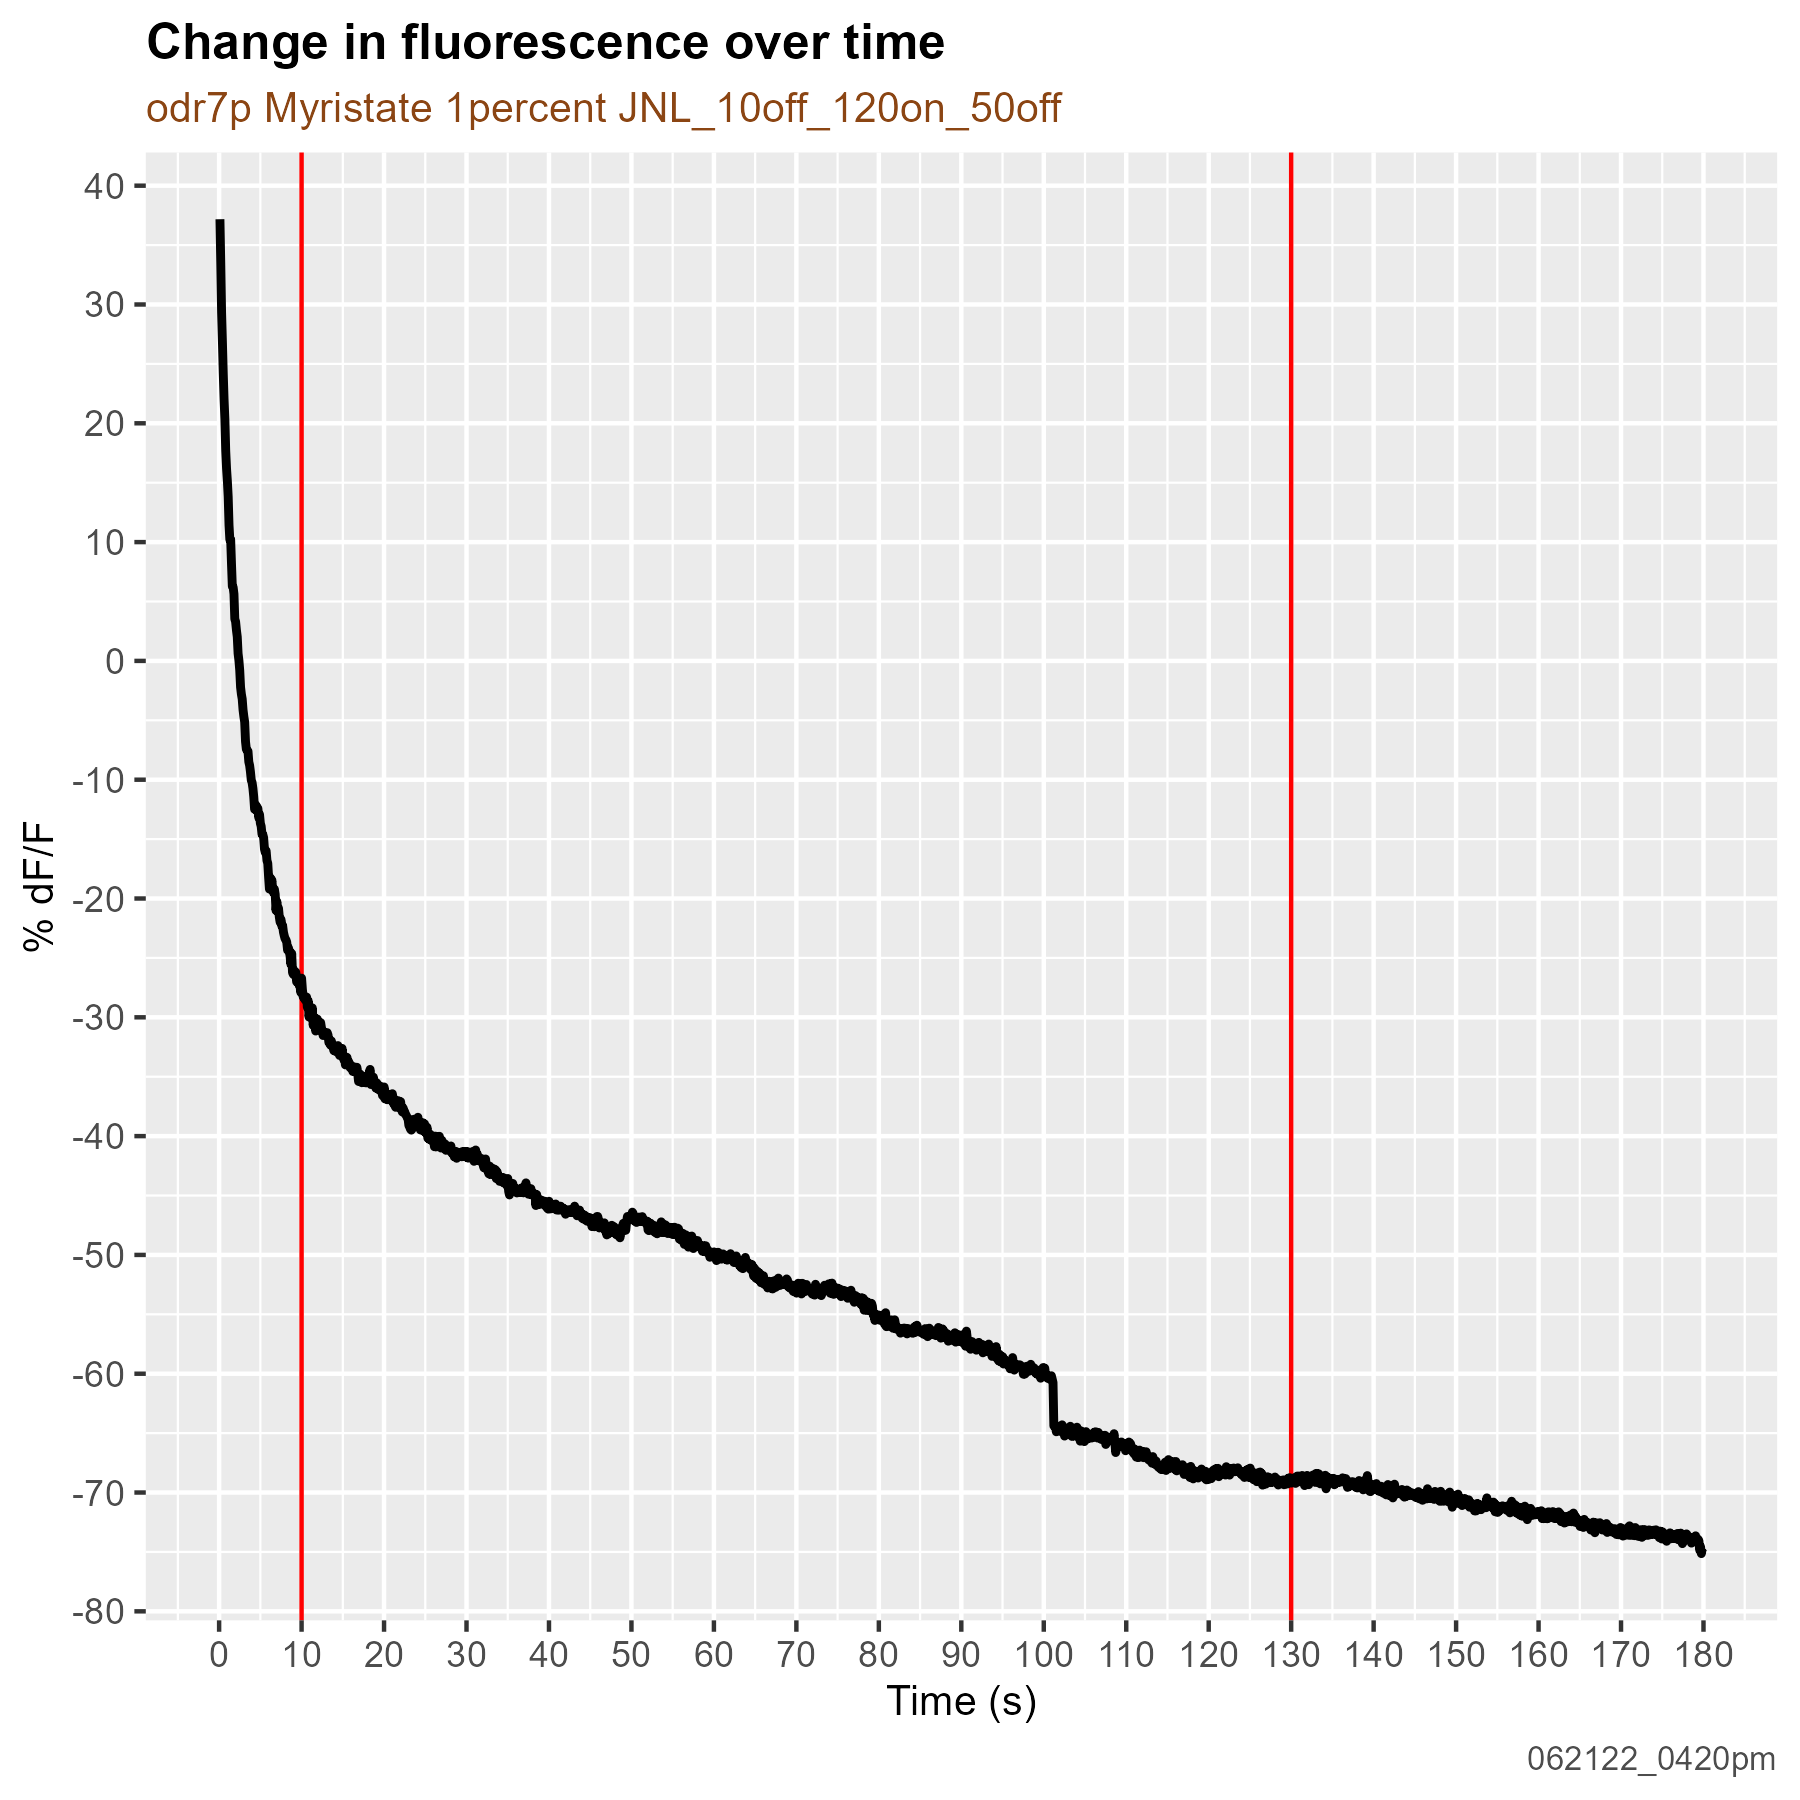 Change in fluorescence over time
odr7p Myristate 1percent JNL_10off_120on_50off
40
30
20
10
0
-10
-20
-30
-40
-50
-60
-70
-80
% dF/F
0 10 20 30 40 50 60 70 80 90 100 110 120 130 140 150 160 170 180
Time (s)
062122_0420pm